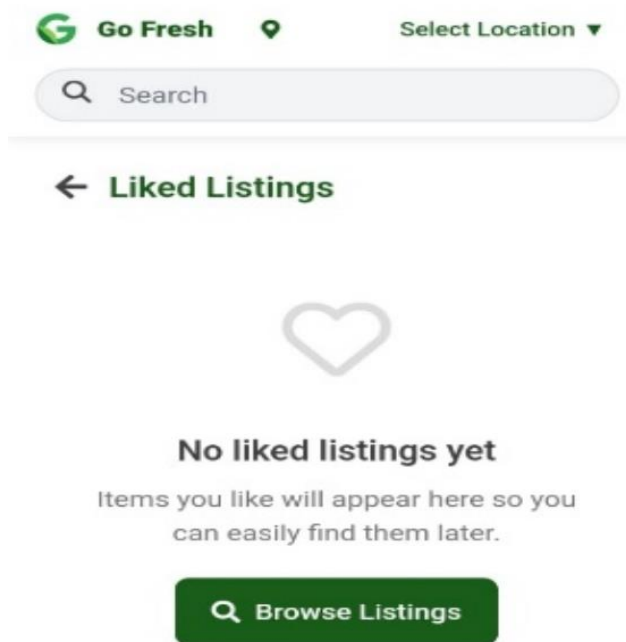 Go Fresh Select Location ▼
Search
← Liked Listings
No liked listings yet
Items you like will appear here so you
can easily find them later.
Browse Listings